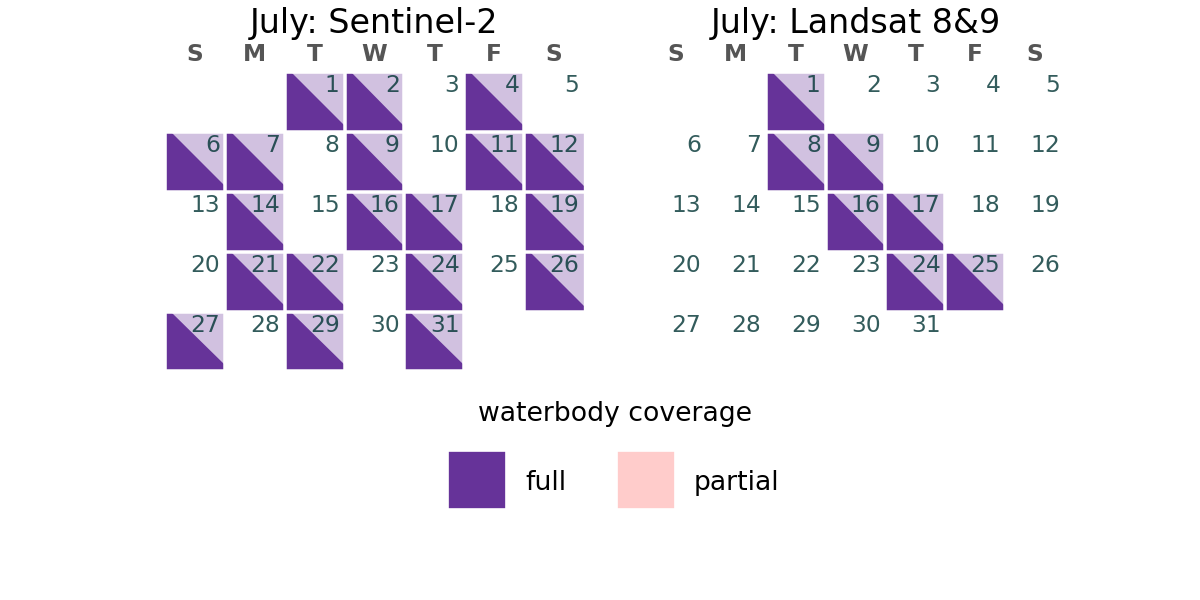 July: Sentinel-2
S M T W T F S
1 2 3 4 5
6 7 8 9 10 11 12
13 14 15 16 17 18 19
20 21 22 23 24 25 26
27 28 29 30 31
July: Landsat 8&9
S M T W T F S
1 2 3 4 5
6 7 8 9 10 11 12
13 14 15 16 17 18 19
20 21 22 23 24 25 26
27 28 29 30 31
waterbody coverage
full partial